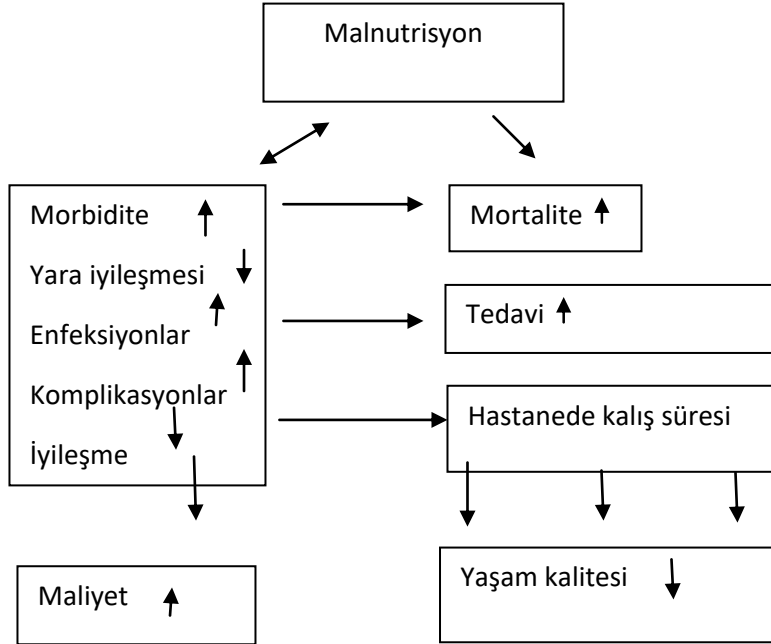 Malnutrisyon
Morbidite
Yara iyileşmesi
Enfeksiyonlar
Komplikasyonlar
İyileşme
Mortalite
Tedavi
Hastanede kalış süresi
Maliyet
Yaşam kalitesi